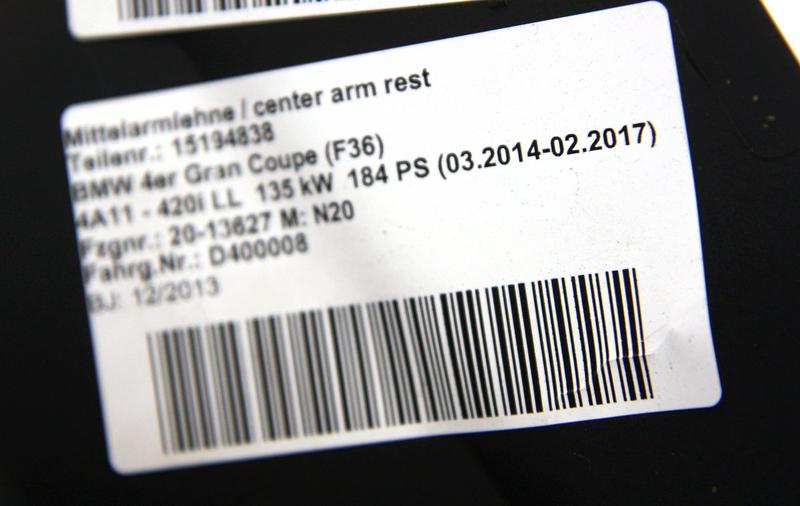 Mittelarmlehne / center arm rest
Teilenr.: 15194838
BMW 4er Gran Coupe (F36)
4A11 - 420i LL 135 kW 184 PS (03.2014-02.2017)
Fzgnr.: 20-13627 M: N20
Fahrg.Nr.: D400008
BJ: 12/2013